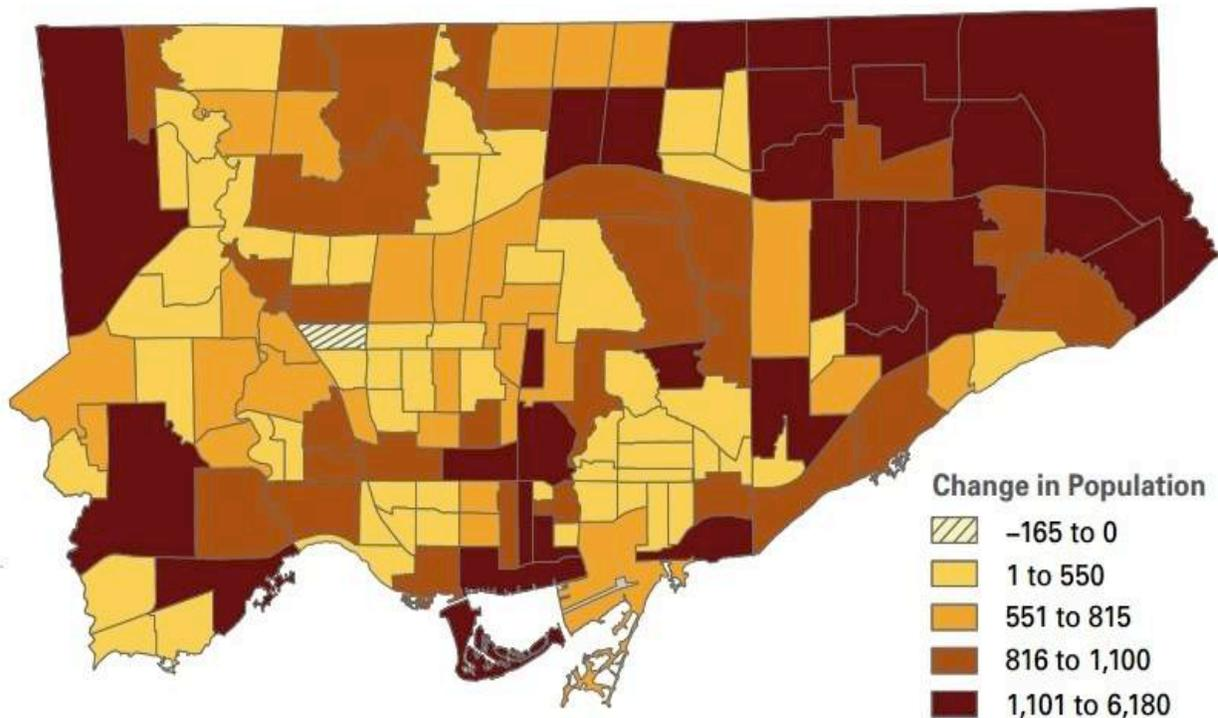 Change in Population
–165 to 0
1 to 550
551 to 815
816 to 1,100
1,101 to 6,180